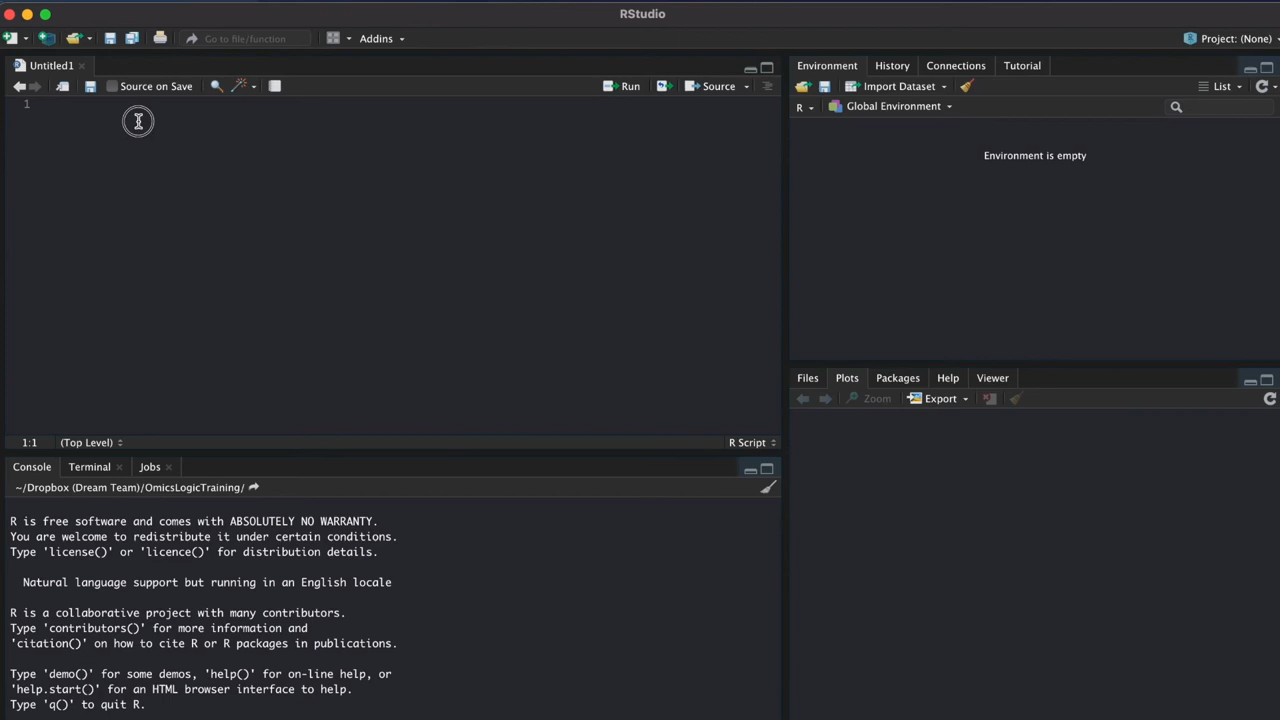 RStudio
Go to file/function
Addins
Project: (None)
Untitled1
Source on Save
Run
Source
1
1:1
(Top Level)
R Script
Console
Terminal
Jobs
~/Dropbox (Dream Team)/OmicsLogicTraining/
R is free software and comes with ABSOLUTELY NO WARRANTY.
You are welcome to redistribute it under certain conditions.
Type 'license()' or 'licence()' for distribution details.
Natural language support but running in an English locale
R is a collaborative project with many contributors.
Type 'contributors()' for more information and
'citation()' on how to cite R or R packages in publications.
Type 'demo()' for some demos, 'help()' for on-line help, or
'help.start()' for an HTML browser interface to help.
Type 'q()' to quit R.
Environment
History
Connections
Tutorial
Import Dataset
List
R
Global Environment
Environment is empty
Files
Plots
Packages
Help
Viewer
Zoom
Export